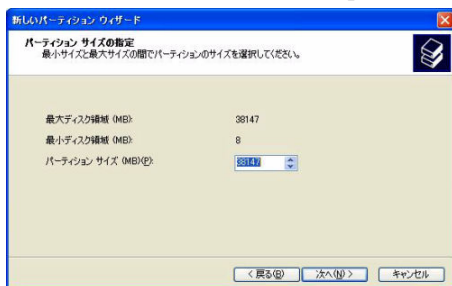 新しいパーティション ウィザード
パーティション サイズの指定
最小サイズと最大サイズの間でパーティションのサイズを選択してください。
最大ディスク領域 (MB): 38147
最小ディスク領域 (MB): 8
パーティション サイズ (MB)(P): 38147
< 戻る(B) 次へ(N) > キャンセル